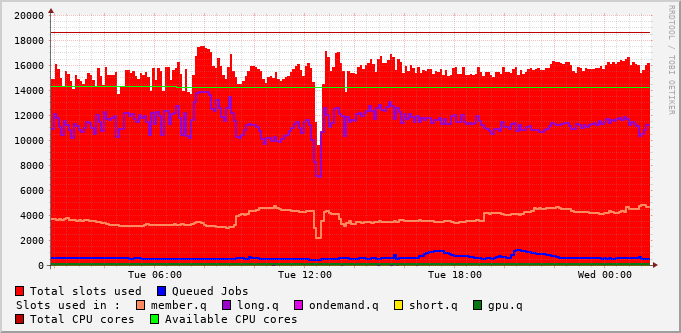 20000
18000
16000
14000
12000
10000
8000
6000
4000
2000
0
Tue 06:00 Tue 12:00 Tue 18:00 Wed 00:00
RRDTOOL / TOBI OETIKER
Total slots used Queued Jobs
Slots used in : member.q long.q ondemand.q short.q gpu.q
Total CPU cores Available CPU cores